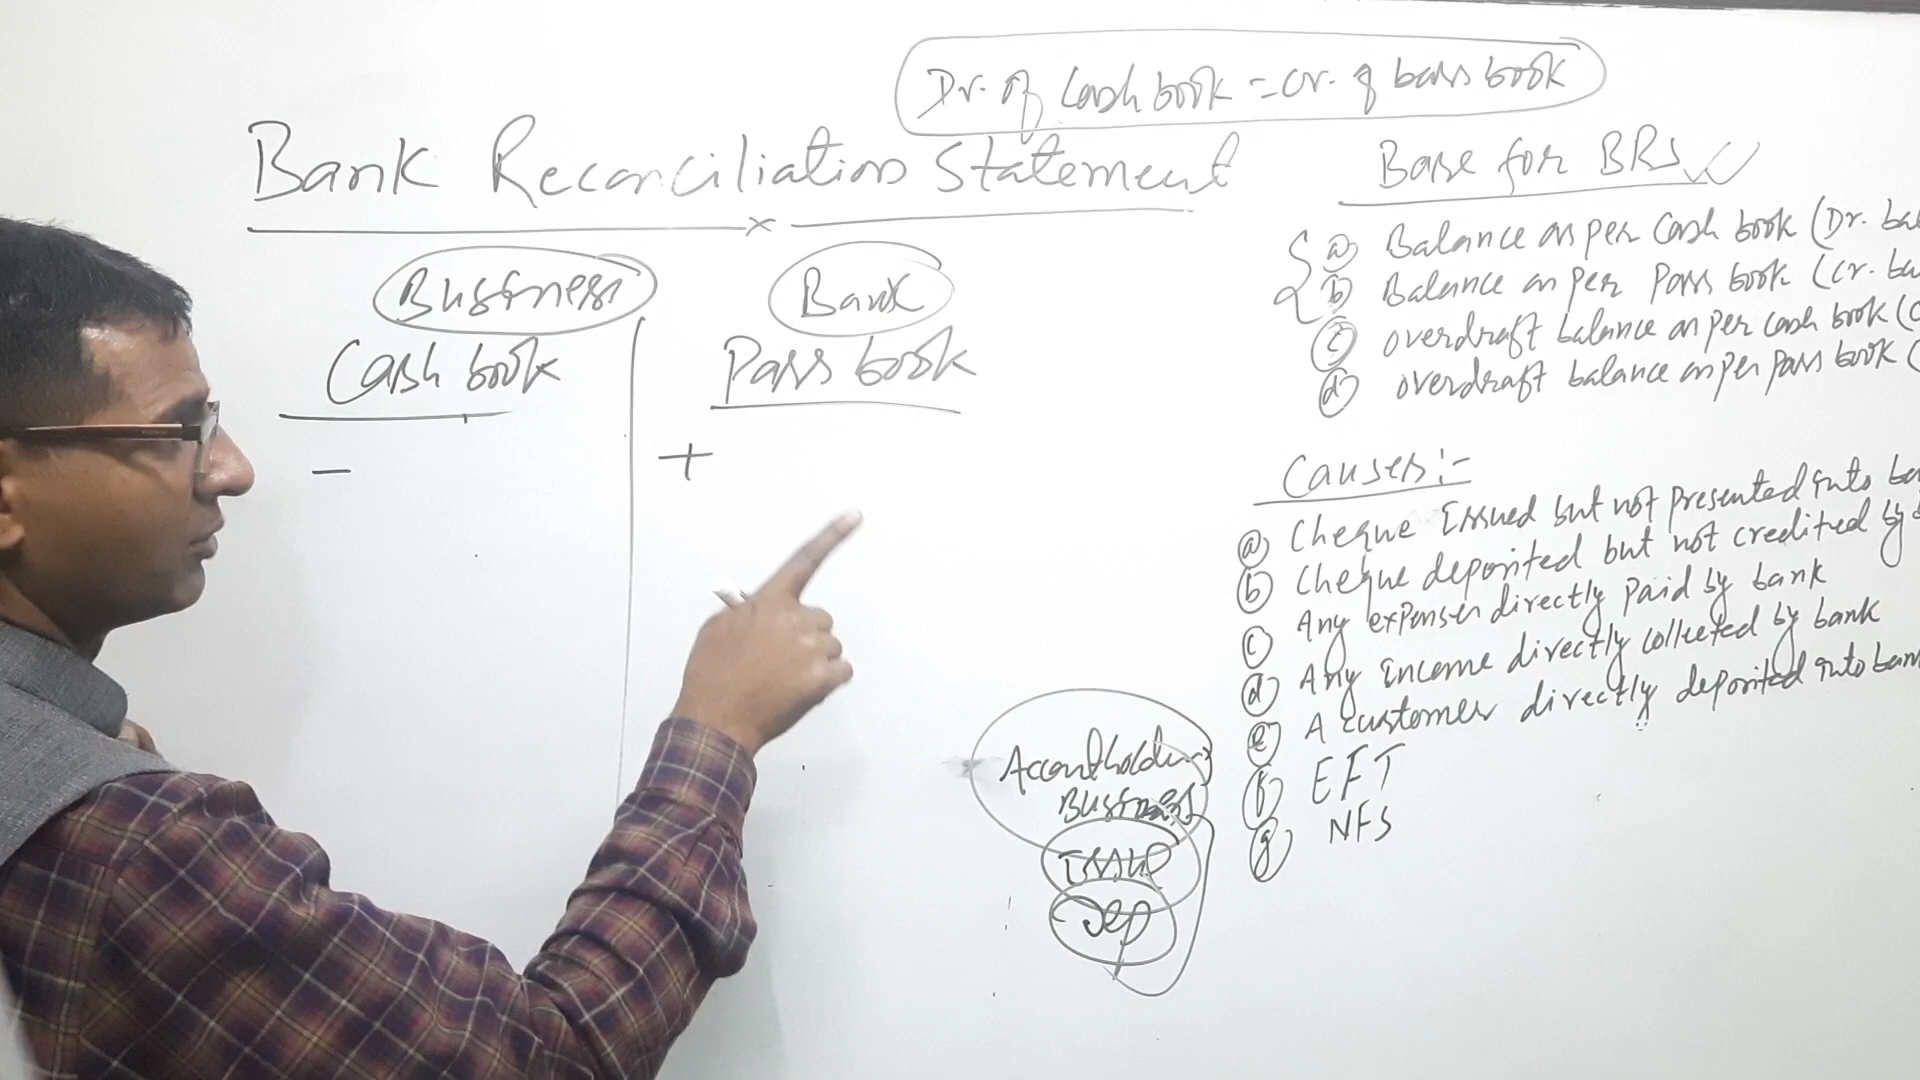 Dr. of Cash book = Cr. of pass book
Bank Reconciliation Statement
Business
Bank
Cash book
Pass book
-
+
Base for BRS
a Balance as per Cash book (Dr. bal
b Balance as per pass book (Cr. ba
c overdraft balance as per cash book (
d overdraft balance as per pass book (
Causes :-
a Cheque Issued but not presented into ba
b Cheque deposited but not credited by
c Any expenses directly paid by bank
d Any Income directly collected by bank
e A customer directly deposited into ban
f EFT
g NFS
Accountholder
Business
Issue
Dep